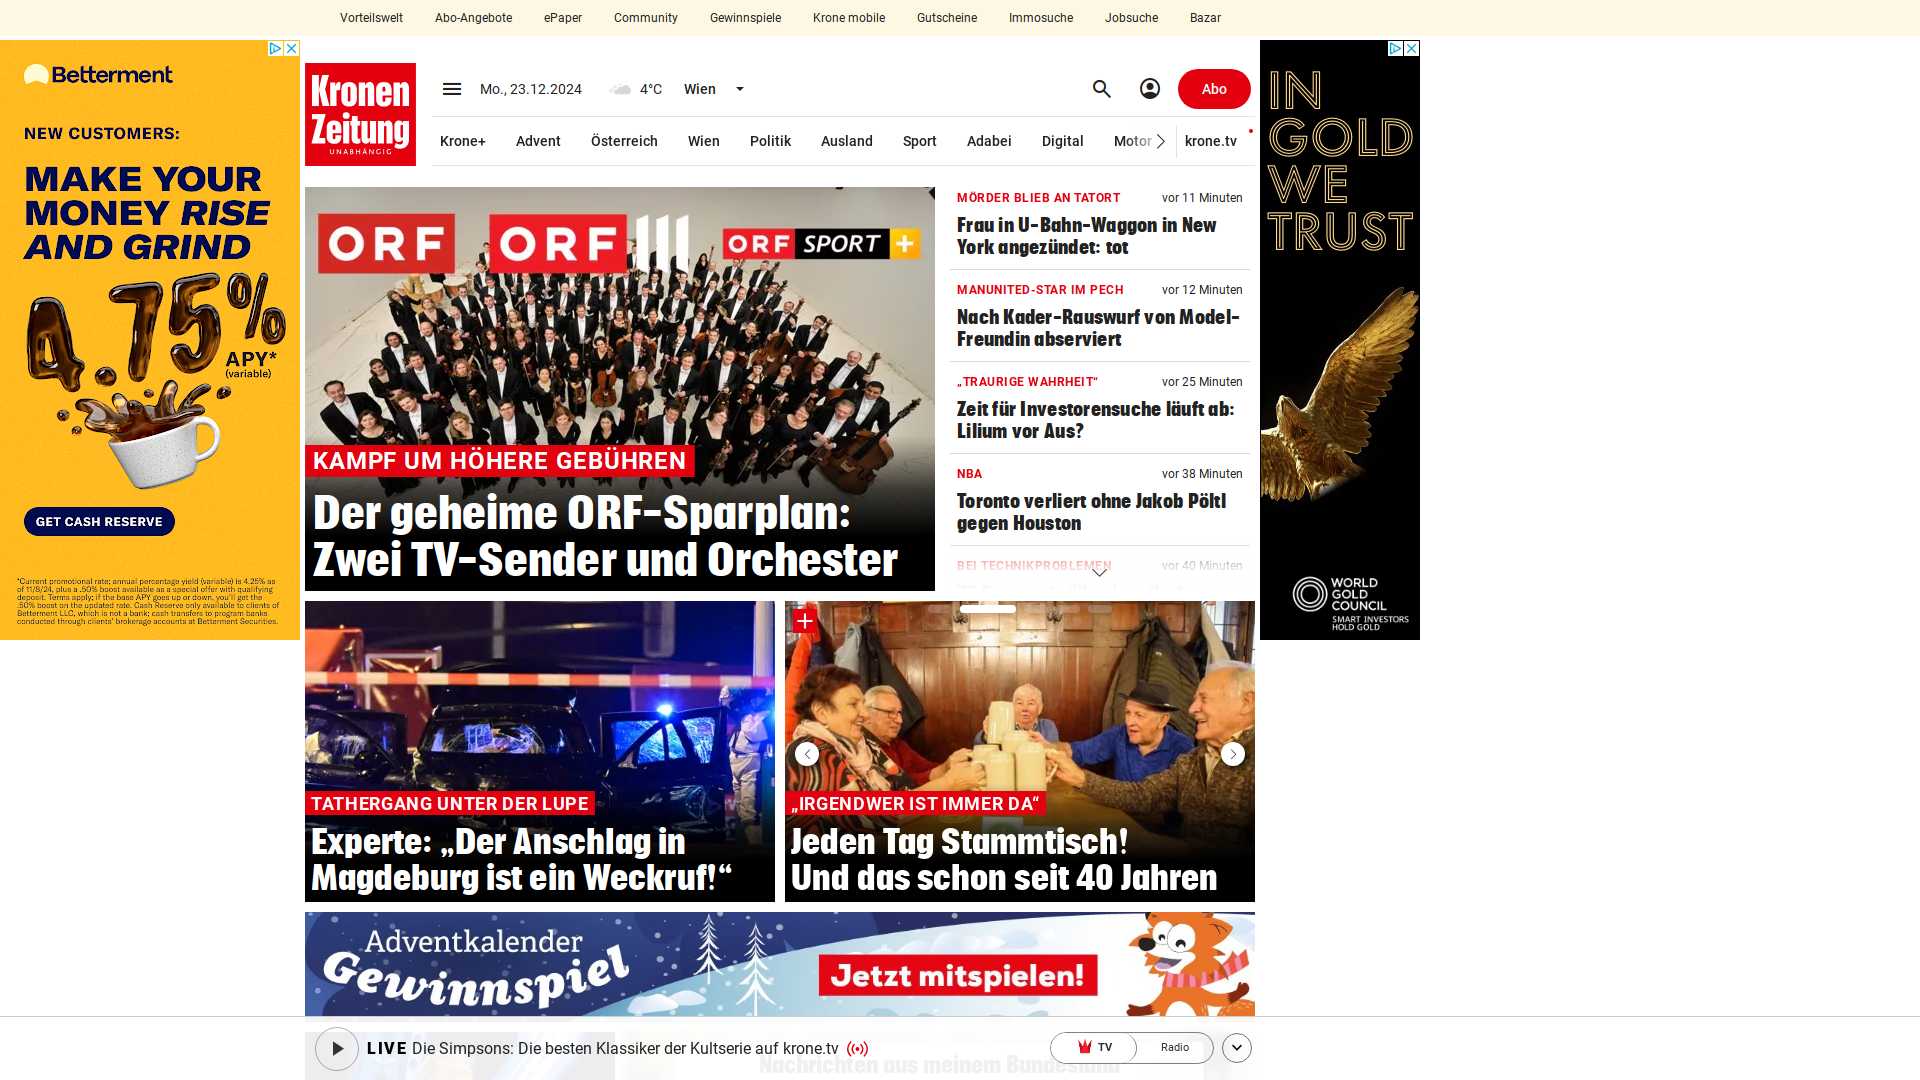 Vorteilswelt
Abo-Angebote
ePaper
Community
Gewinnspiele
Krone mobile
Gutscheine
Immosuche
Jobsuche
Bazar
Betterment
NEW CUSTOMERS:
MAKE YOUR
MONEY RISE
AND GRIND
4.75%
APY*
(variable)
GET CASH RESERVE
*Current promotional rate; annual percentage yield (variable) is 4.25% as
of 11/8/24, plus a .50% boost available as a special offer with qualifying
deposit. Terms apply; if the base APY goes up or down, you'll get the
.50% boost on the updated rate. Cash Reserve only available to clients of
Betterment LLC, which is not a bank; cash transfers to program banks
conducted through clients' brokerage accounts at Betterment Securities.
Kronen
Zeitung
UNABHÄNGIG
Mo., 23.12.2024
4°C
Wien
Abo
Krone+
Advent
Österreich
Wien
Politik
Ausland
Sport
Adabei
Digital
Motor
krone.tv
ORF
ORF III
ORF SPORT +
KAMPF UM HÖHERE GEBÜHREN
Der geheime ORF-Sparplan:
Zwei TV-Sender und Orchester
MÖRDER BLIEB AN TATORT
vor 11 Minuten
Frau in U-Bahn-Waggon in New
York angezündet: tot
MANUNITED-STAR IM PECH
vor 12 Minuten
Nach Kader-Rauswurf von Model-
Freundin abserviert
„TRAURIGE WAHRHEIT“
vor 25 Minuten
Zeit für Investorensuche läuft ab:
Lilium vor Aus?
NBA
vor 38 Minuten
Toronto verliert ohne Jakob Pöltl
gegen Houston
BEI TECHNIKPROBLEMEN
vor 40 Minuten
IN
GOLD
WE
TRUST
WORLD
GOLD
COUNCIL
SMART INVESTORS
HOLD GOLD
TATHERGANG UNTER DER LUPE
Experte: „Der Anschlag in
Magdeburg ist ein Weckruf!“
„IRGENDWER IST IMMER DA“
Jeden Tag Stammtisch!
Und das schon seit 40 Jahren
Adventkalender
Gewinnspiel
Jetzt mitspielen!
LIVE Die Simpsons: Die besten Klassiker der Kultserie auf krone.tv
TV
Radio
Nachrichten aus meinem Bundesland